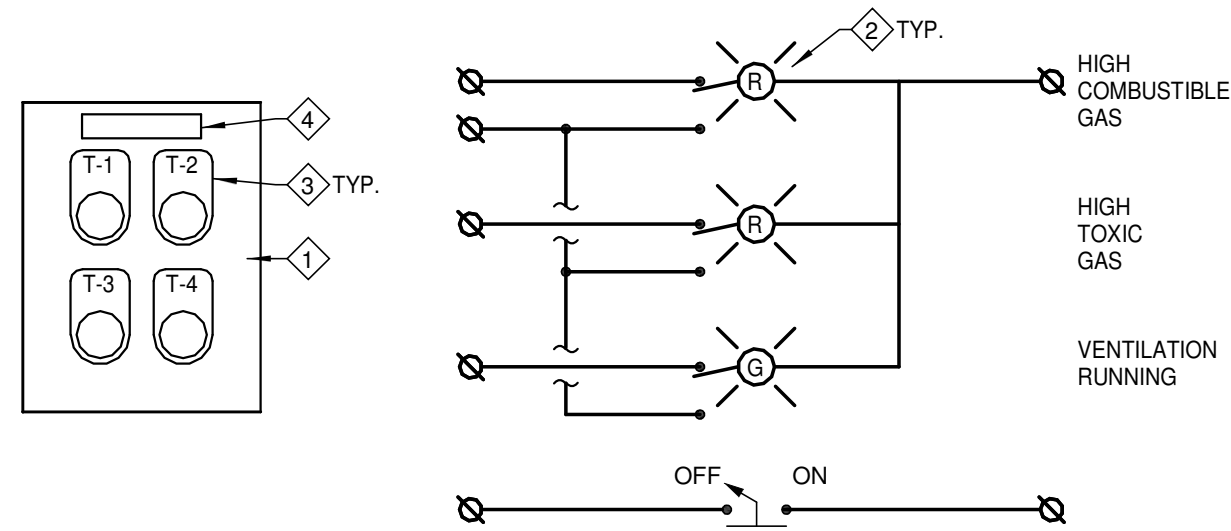 4
T-1 T-2
3 TYP.
1
T-3 T-4
2 TYP.
R
HIGH
COMBUSTIBLE
GAS
R
HIGH
TOXIC
GAS
G
VENTILATION
RUNNING
OFF ON